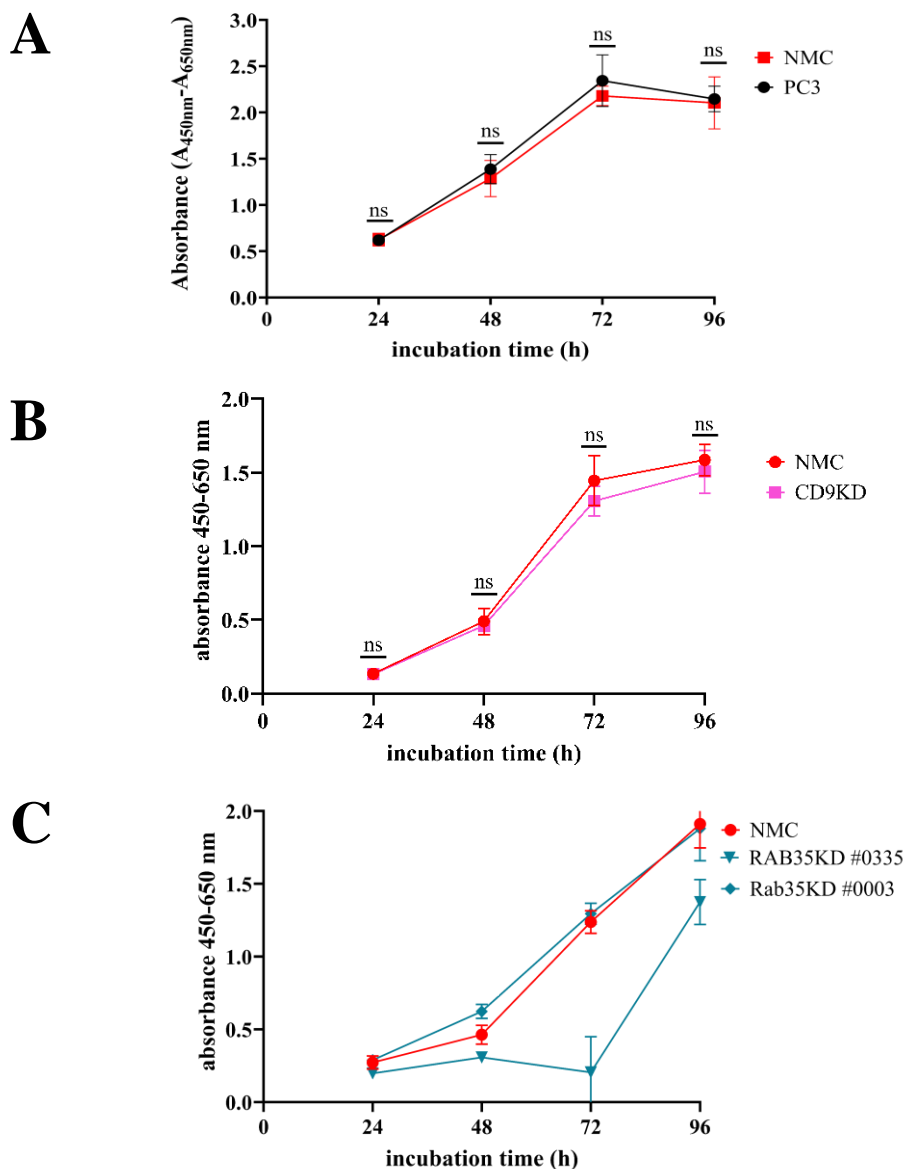 A
Absorbance (A450nm-A650nm)
3.0
2.5
2.0
1.5
1.0
0.5
0.0
ns
ns
ns
ns
NMC
PC3
0
24
48
72
96
incubation time (h)
B
absorbance 450-650 nm
2.0
1.5
1.0
0.5
0.0
ns
ns
ns
ns
NMC
CD9KD
0
24
48
72
96
incubation time (h)
C
absorbance 450-650 nm
2.0
1.5
1.0
0.5
0.0
NMC
RAB35KD #0335
Rab35KD #0003
0
24
48
72
96
incubation time (h)